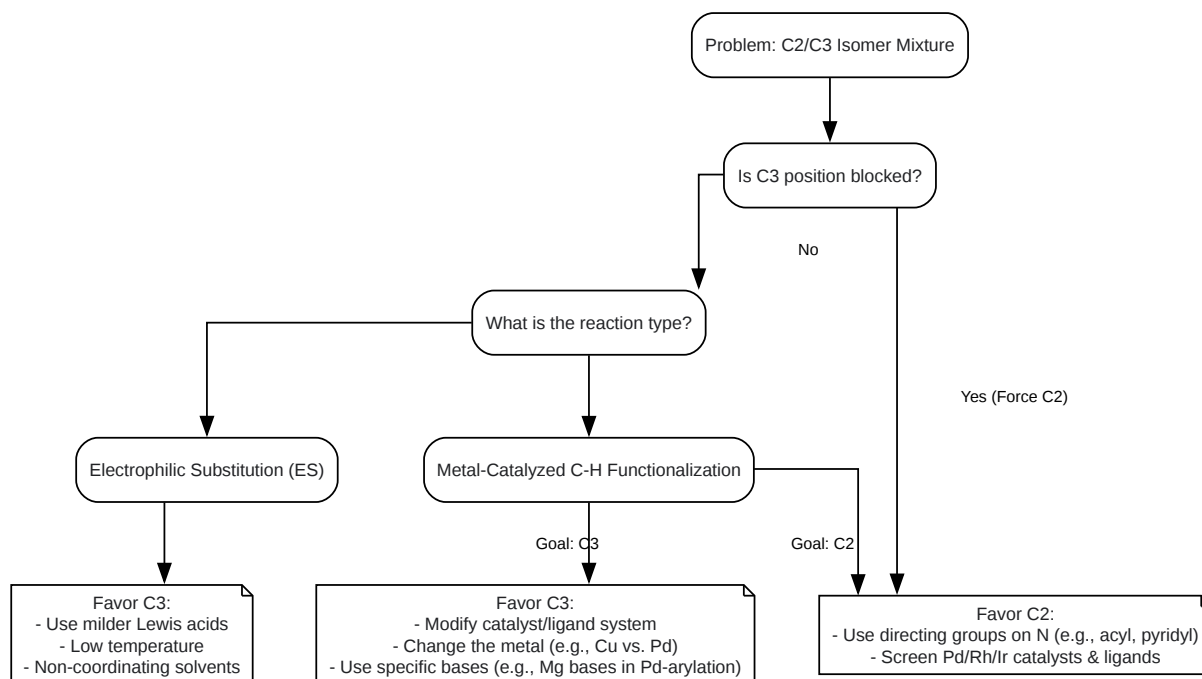 Problem: C2/C3 Isomer Mixture
Is C3 position blocked?
No
What is the reaction type?
Yes (Force C2)
Electrophilic Substitution (ES)
Metal-Catalyzed C-H Functionalization
Goal: C3
Goal: C2
Favor C3:
- Use milder Lewis acids
- Low temperature
- Non-coordinating solvents
Favor C3:
- Modify catalyst/ligand system
- Change the metal (e.g., Cu vs. Pd)
- Use specific bases (e.g., Mg bases in Pd-arylation)
Favor C2:
- Use directing groups on N (e.g., acyl, pyridyl)
- Screen Pd/Rh/Ir catalysts & ligands